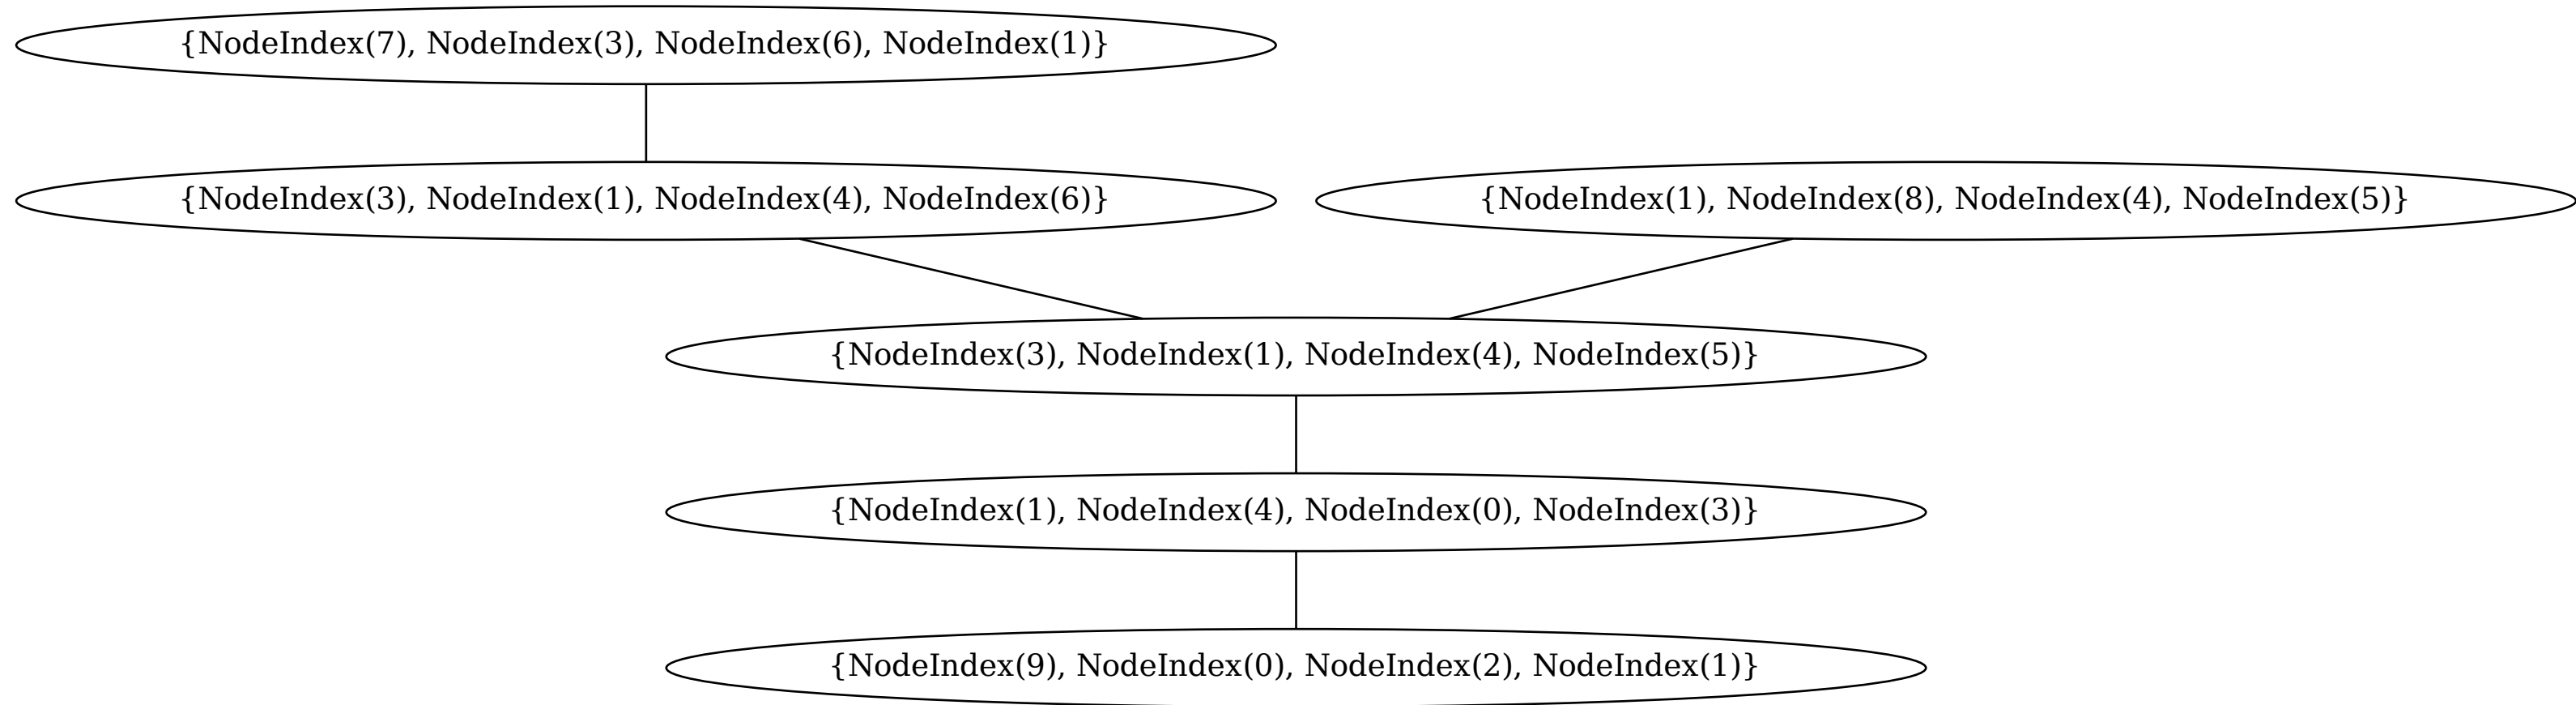 {NodeIndex(7), NodeIndex(3), NodeIndex(6), NodeIndex(1)}
{NodeIndex(3), NodeIndex(1), NodeIndex(4), NodeIndex(6)}
{NodeIndex(1), NodeIndex(8), NodeIndex(4), NodeIndex(5)}
{NodeIndex(3), NodeIndex(1), NodeIndex(4), NodeIndex(5)}
{NodeIndex(1), NodeIndex(4), NodeIndex(0), NodeIndex(3)}
{NodeIndex(9), NodeIndex(0), NodeIndex(2), NodeIndex(1)}